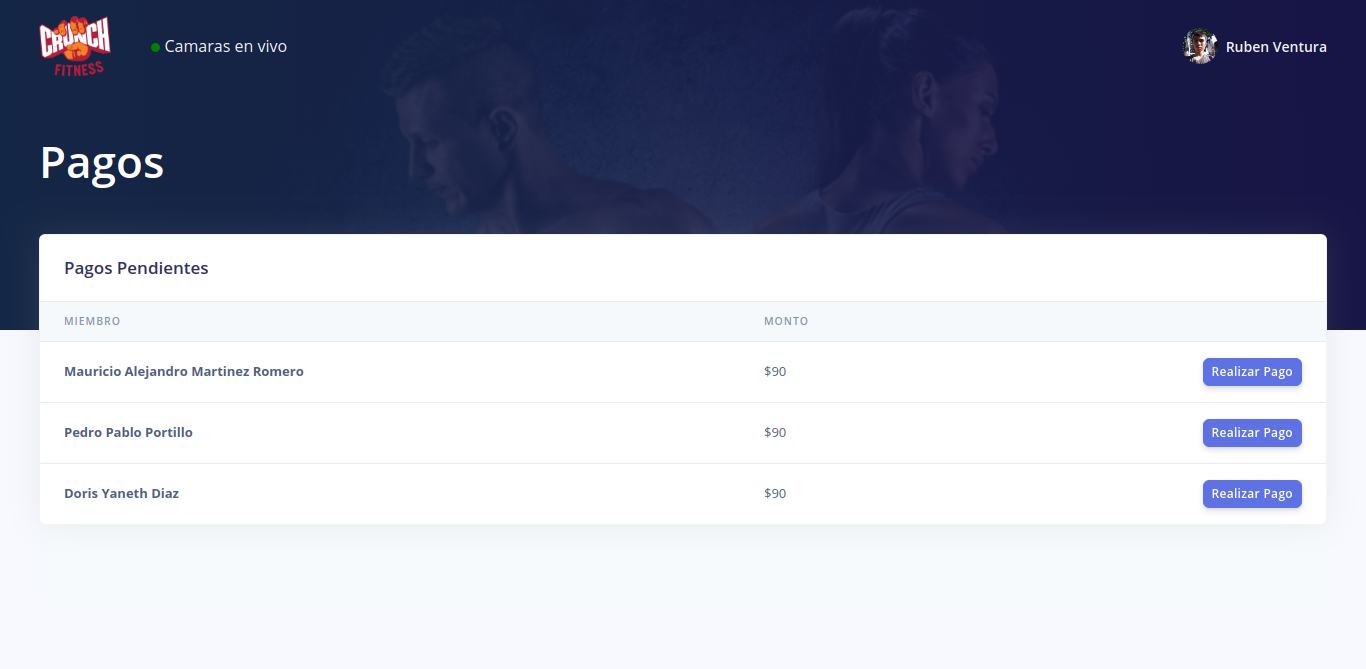 CRUNCH
FITNESS
Camaras en vivo
Ruben Ventura
Pagos
Pagos Pendientes
MIEMBRO MONTO
Mauricio Alejandro Martinez Romero $90 Realizar Pago
Pedro Pablo Portillo $90 Realizar Pago
Doris Yaneth Diaz $90 Realizar Pago